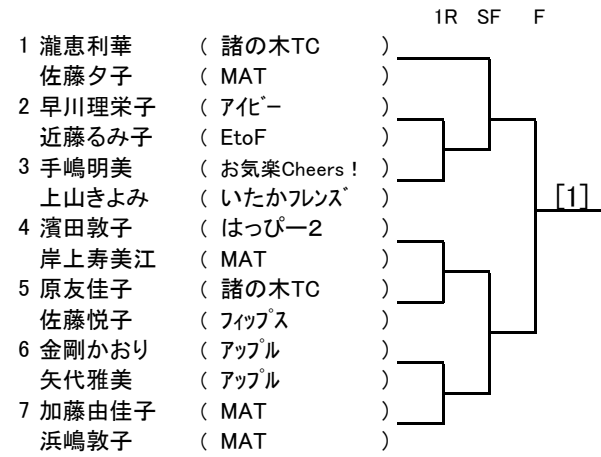 1R SF F
1 瀧恵利華 ( 諸の木TC )
佐藤夕子 ( MAT )
2 早川理栄子 ( ｱｲﾋﾞｰ )
近藤るみ子 ( EtoF )
3 手嶋明美 ( お気楽Cheers！ )
上山きよみ ( いたかﾌﾚﾝｽﾞ )
[1]
4 濱田敦子 ( はっぴー2 )
岸上寿美江 ( MAT )
5 原友佳子 ( 諸の木TC )
佐藤悦子 ( ﾌｨｯﾌﾟｽ )
6 金剛かおり ( ｱｯﾌﾟﾙ )
矢代雅美 ( ｱｯﾌﾟﾙ )
7 加藤由佳子 ( MAT )
浜嶋敦子 ( MAT )